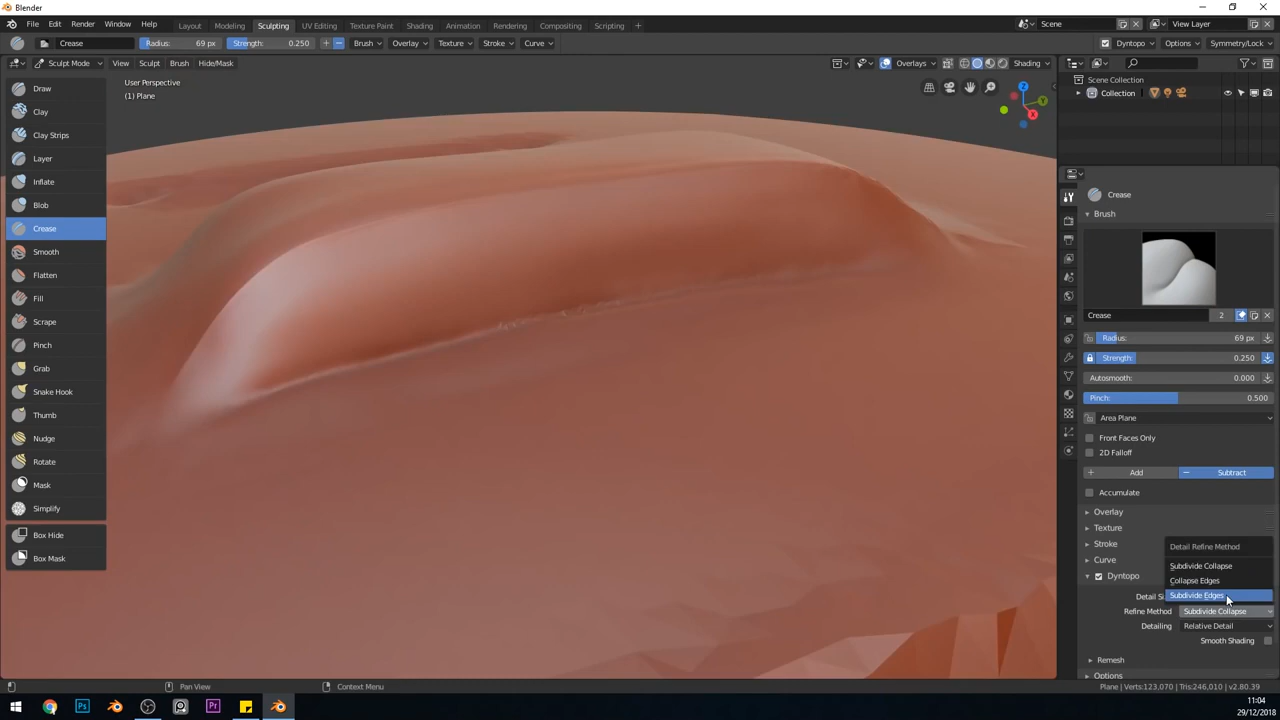 Blender
File Edit Render Window Help Layout Modeling Sculpting UV Editing Texture Paint Shading Animation Rendering Compositing Scripting + Scene View Layer
Crease Radius: 69 px Strength: 0.250 Brush Overlay Texture Stroke Curve Dyntopo Options Symmetry/Lock
Sculpt Mode View Sculpt Brush Hide/Mask Overlays Shading
User Perspective
(1) Plane
Draw
Clay
Clay Strips
Layer
Inflate
Blob
Crease
Smooth
Flatten
Fill
Scrape
Pinch
Grab
Snake Hook
Thumb
Nudge
Rotate
Mask
Simplify
Box Hide
Box Mask
Scene Collection
Collection
Crease
Brush
Crease 2
Radius: 69 px
Strength: 0.250
Autosmooth: 0.000
Pinch: 0.500
Area Plane
Front Faces Only
2D Falloff
Add Subtract
Accumulate
Overlay
Texture
Stroke
Curve
Dyntopo
Detail Refine Method
Subdivide Collapse
Collapse Edges
Subdivide Edges
Refine Method Subdivide Collapse
Detailing Relative Detail
Smooth Shading
Remesh
Options
Pan View Context Menu Plane | Verts:123,070 | Tris:246,010 | v2.80.39
11:04
29/12/2018